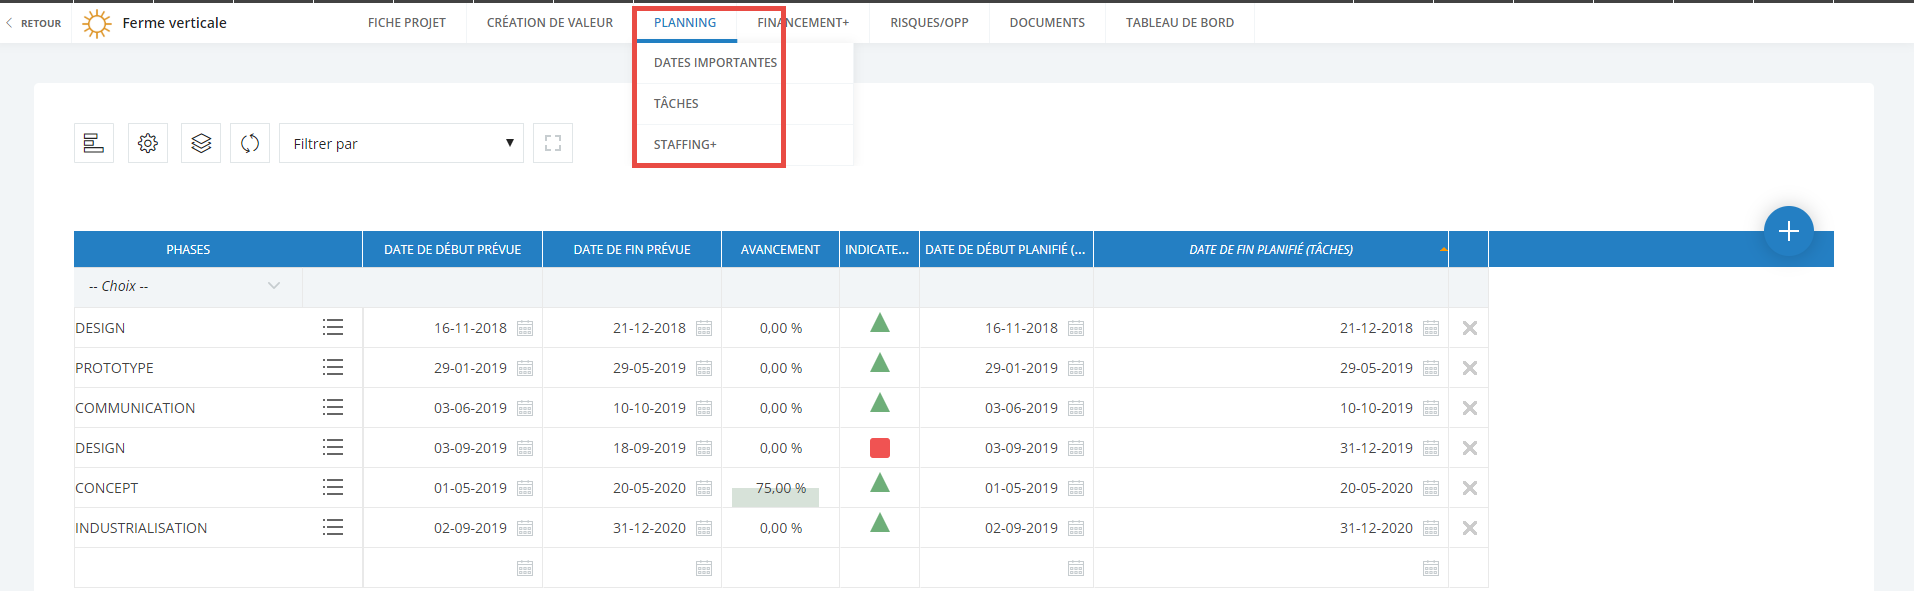 RETOUR
Ferme verticale
FICHE PROJET
CRÉATION DE VALEUR
PLANNING
FINANCEMENT+
RISQUES/OPP
DOCUMENTS
TABLEAU DE BORD
DATES IMPORTANTES
TÂCHES
STAFFING+
Filtrer par
PHASES DATE DE DÉBUT PRÉVUE DATE DE FIN PRÉVUE AVANCEMENT INDICATE... DATE DE DÉBUT PLANIFIÉ (... DATE DE FIN PLANIFIÉ (TÂCHES)
-- Choix --
DESIGN 16-11-2018 21-12-2018 0,00 % 16-11-2018 21-12-2018
PROTOTYPE 29-01-2019 29-05-2019 0,00 % 29-01-2019 29-05-2019
COMMUNICATION 03-06-2019 10-10-2019 0,00 % 03-06-2019 10-10-2019
DESIGN 03-09-2019 18-09-2019 0,00 % 03-09-2019 31-12-2019
CONCEPT 01-05-2019 20-05-2020 75,00 % 01-05-2019 20-05-2020
INDUSTRIALISATION 02-09-2019 31-12-2020 0,00 % 02-09-2019 31-12-2020